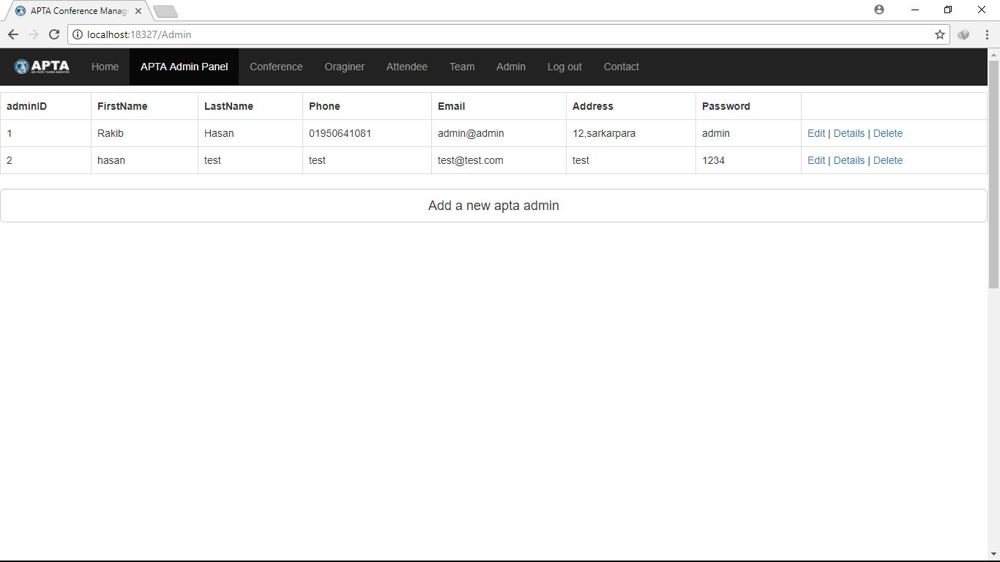 APTA Conference Manag
localhost:18327/Admin
APTA Home APTA Admin Panel Conference Oraginer Attendee Team Admin Log out Contact
adminID FirstName LastName Phone Email Address Password
1 Rakib Hasan 01950641081 admin@admin 12,sarkarpara admin Edit | Details | Delete
2 hasan test test test@test.com test 1234 Edit | Details | Delete
Add a new apta admin